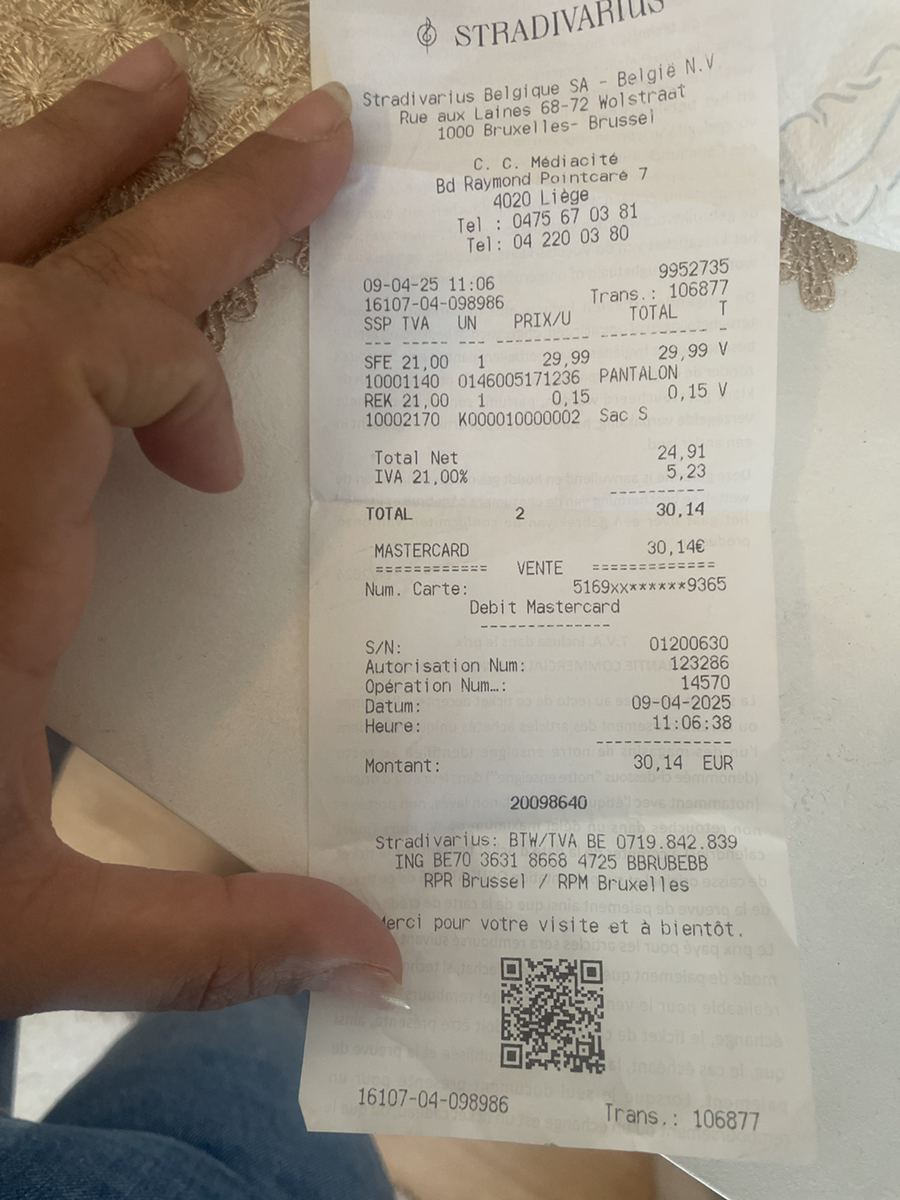 STRADIVARIUS
Stradivarius Belgique SA - België N.V
Rue aux Laines 68-72 Wolstraat
1000 Bruxelles- Brussel
C. C. Médiacité
Bd Raymond Pointcaré 7
4020 Liège
Tel : 0475 67 03 81
Tel: 04 220 03 80
09-04-25 11:06 9952735
16107-04-098986 Trans.: 106877
SSP TVA UN PRIX/U TOTAL T
--- ----- --- ---------- ----------- -
SFE 21,00 1 29,99 29,99 V
10001140 0146005171236 PANTALON
REK 21,00 1 0,15 0,15 V
10002170 K000010000002 Sac S
Total Net 24,91
IVA 21,00% 5,23
----------
TOTAL 2 30,14
MASTERCARD 30,14€
============ VENTE =============
Num. Carte: 5169xx******9365
Debit Mastercard
--------------
S/N: 01200630
Autorisation Num: 123286
Opération Num…: 14570
Datum: 09-04-2025
Heure: 11:06:38
---------------
Montant: 30,14 EUR
20098640
Stradivarius: BTW/TVA BE 0719.842.839
ING BE70 3631 8668 4725 BBRUBEBB
RPR Brussel / RPM Bruxelles
Merci pour votre visite et à bientôt.
16107-04-098986 Trans.: 106877